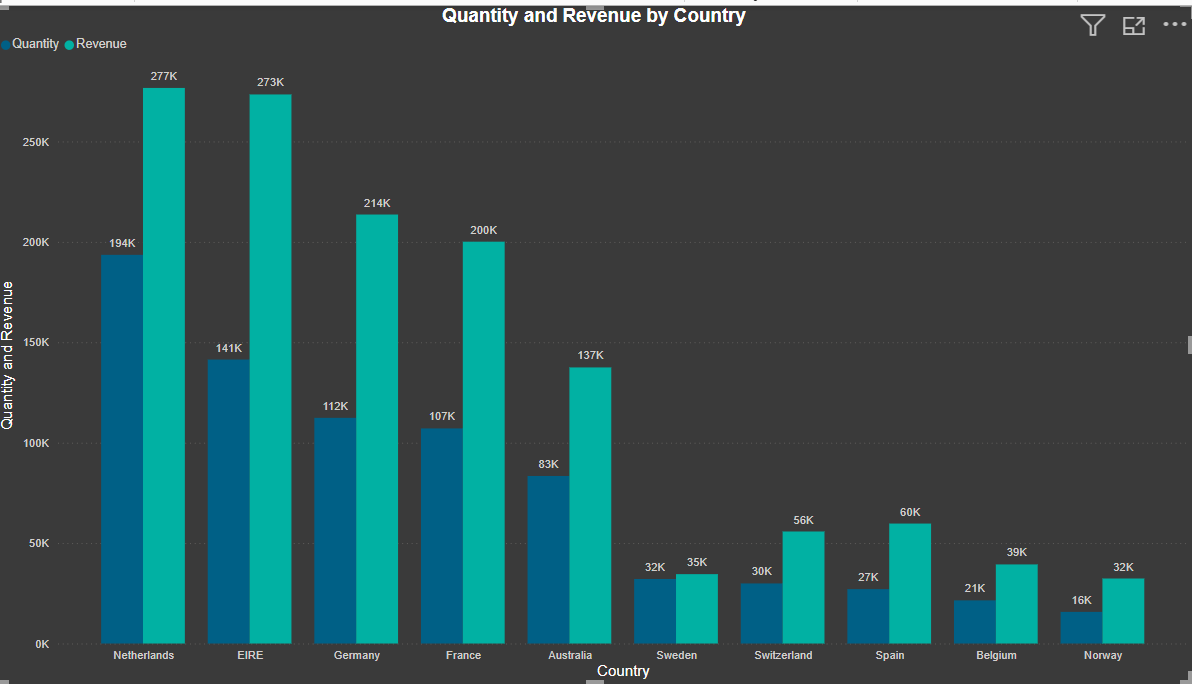 Quantity and Revenue by Country
Quantity Revenue
277K
273K
250K
214K
200K
200K
194K
150K
141K
137K
112K
107K
100K
83K
60K
56K
50K
39K
35K
32K
32K
30K
27K
21K
16K
0K
Quantity and Revenue
Netherlands EIRE Germany France Australia Sweden Switzerland Spain Belgium Norway
Country